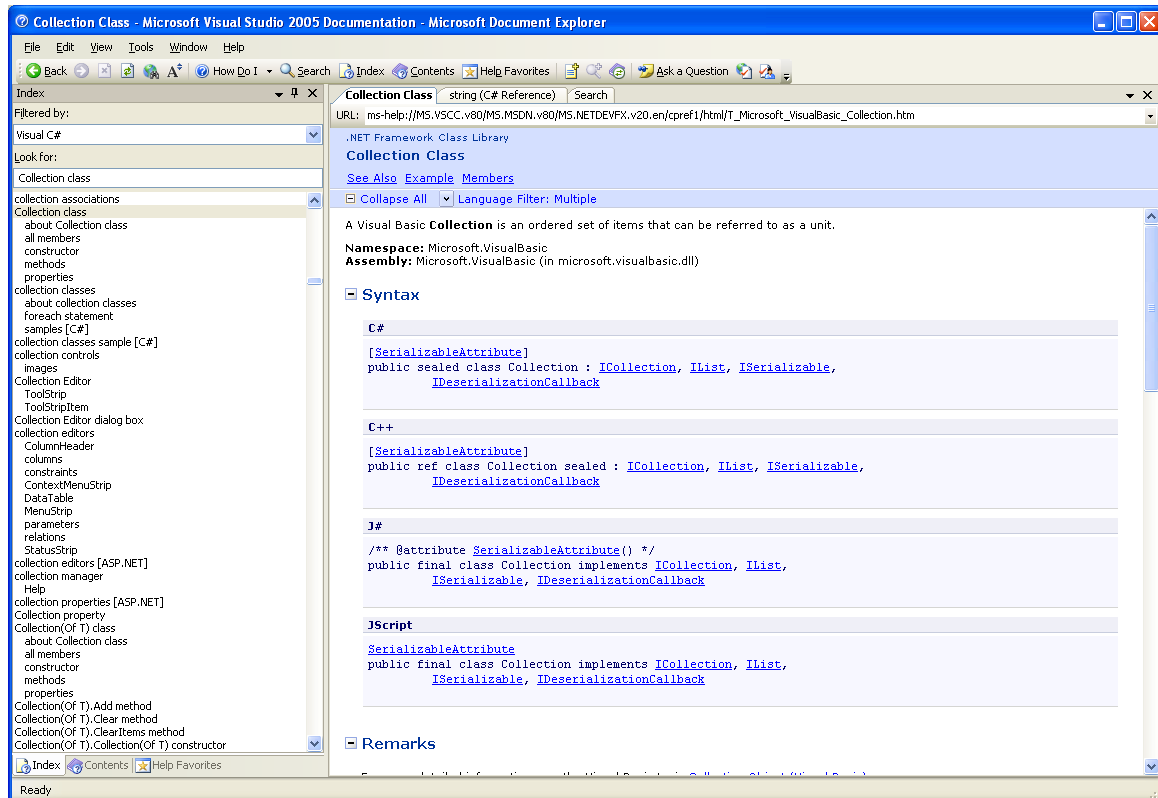 Collection Class - Microsoft Visual Studio 2005 Documentation - Microsoft Document Explorer
File Edit View Tools Window Help
Back How Do I Search Index Contents Help Favorites Ask a Question
Index
Filtered by:
Visual C#
Look for:
Collection class
collection associations
Collection class
about Collection class
all members
constructor
methods
properties
collection classes
about collection classes
foreach statement
samples [C#]
collection classes sample [C#]
collection controls
images
Collection Editor
ToolStrip
ToolStripItem
Collection Editor dialog box
collection editors
ColumnHeader
columns
constraints
ContextMenuStrip
DataTable
MenuStrip
parameters
relations
StatusStrip
collection editors [ASP.NET]
collection manager
Help
collection properties [ASP.NET]
Collection property
Collection(Of T) class
about Collection class
all members
constructor
methods
properties
Collection(Of T).Add method
Collection(Of T).Clear method
Collection(Of T).ClearItems method
Collection(Of T).Collection(Of T) constructor
Index Contents Help Favorites
Collection Class string (C# Reference) Search
URL: ms-help://MS.VSCC.v80/MS.MSDN.v80/MS.NETDEVFX.v20.en/cpref1/html/T_Microsoft_VisualBasic_Collection.htm
.NET Framework Class Library
Collection Class
See Also Example Members
Collapse All Language Filter: Multiple
A Visual Basic Collection is an ordered set of items that can be referred to as a unit.
Namespace: Microsoft.VisualBasic
Assembly: Microsoft.VisualBasic (in microsoft.visualbasic.dll)
Syntax
C#
[SerializableAttribute]
public sealed class Collection : ICollection, IList, ISerializable,
IDeserializationCallback
C++
[SerializableAttribute]
public ref class Collection sealed : ICollection, IList, ISerializable,
IDeserializationCallback
J#
/** @attribute SerializableAttribute() */
public final class Collection implements ICollection, IList,
ISerializable, IDeserializationCallback
JScript
SerializableAttribute
public final class Collection implements ICollection, IList,
ISerializable, IDeserializationCallback
Remarks
Ready